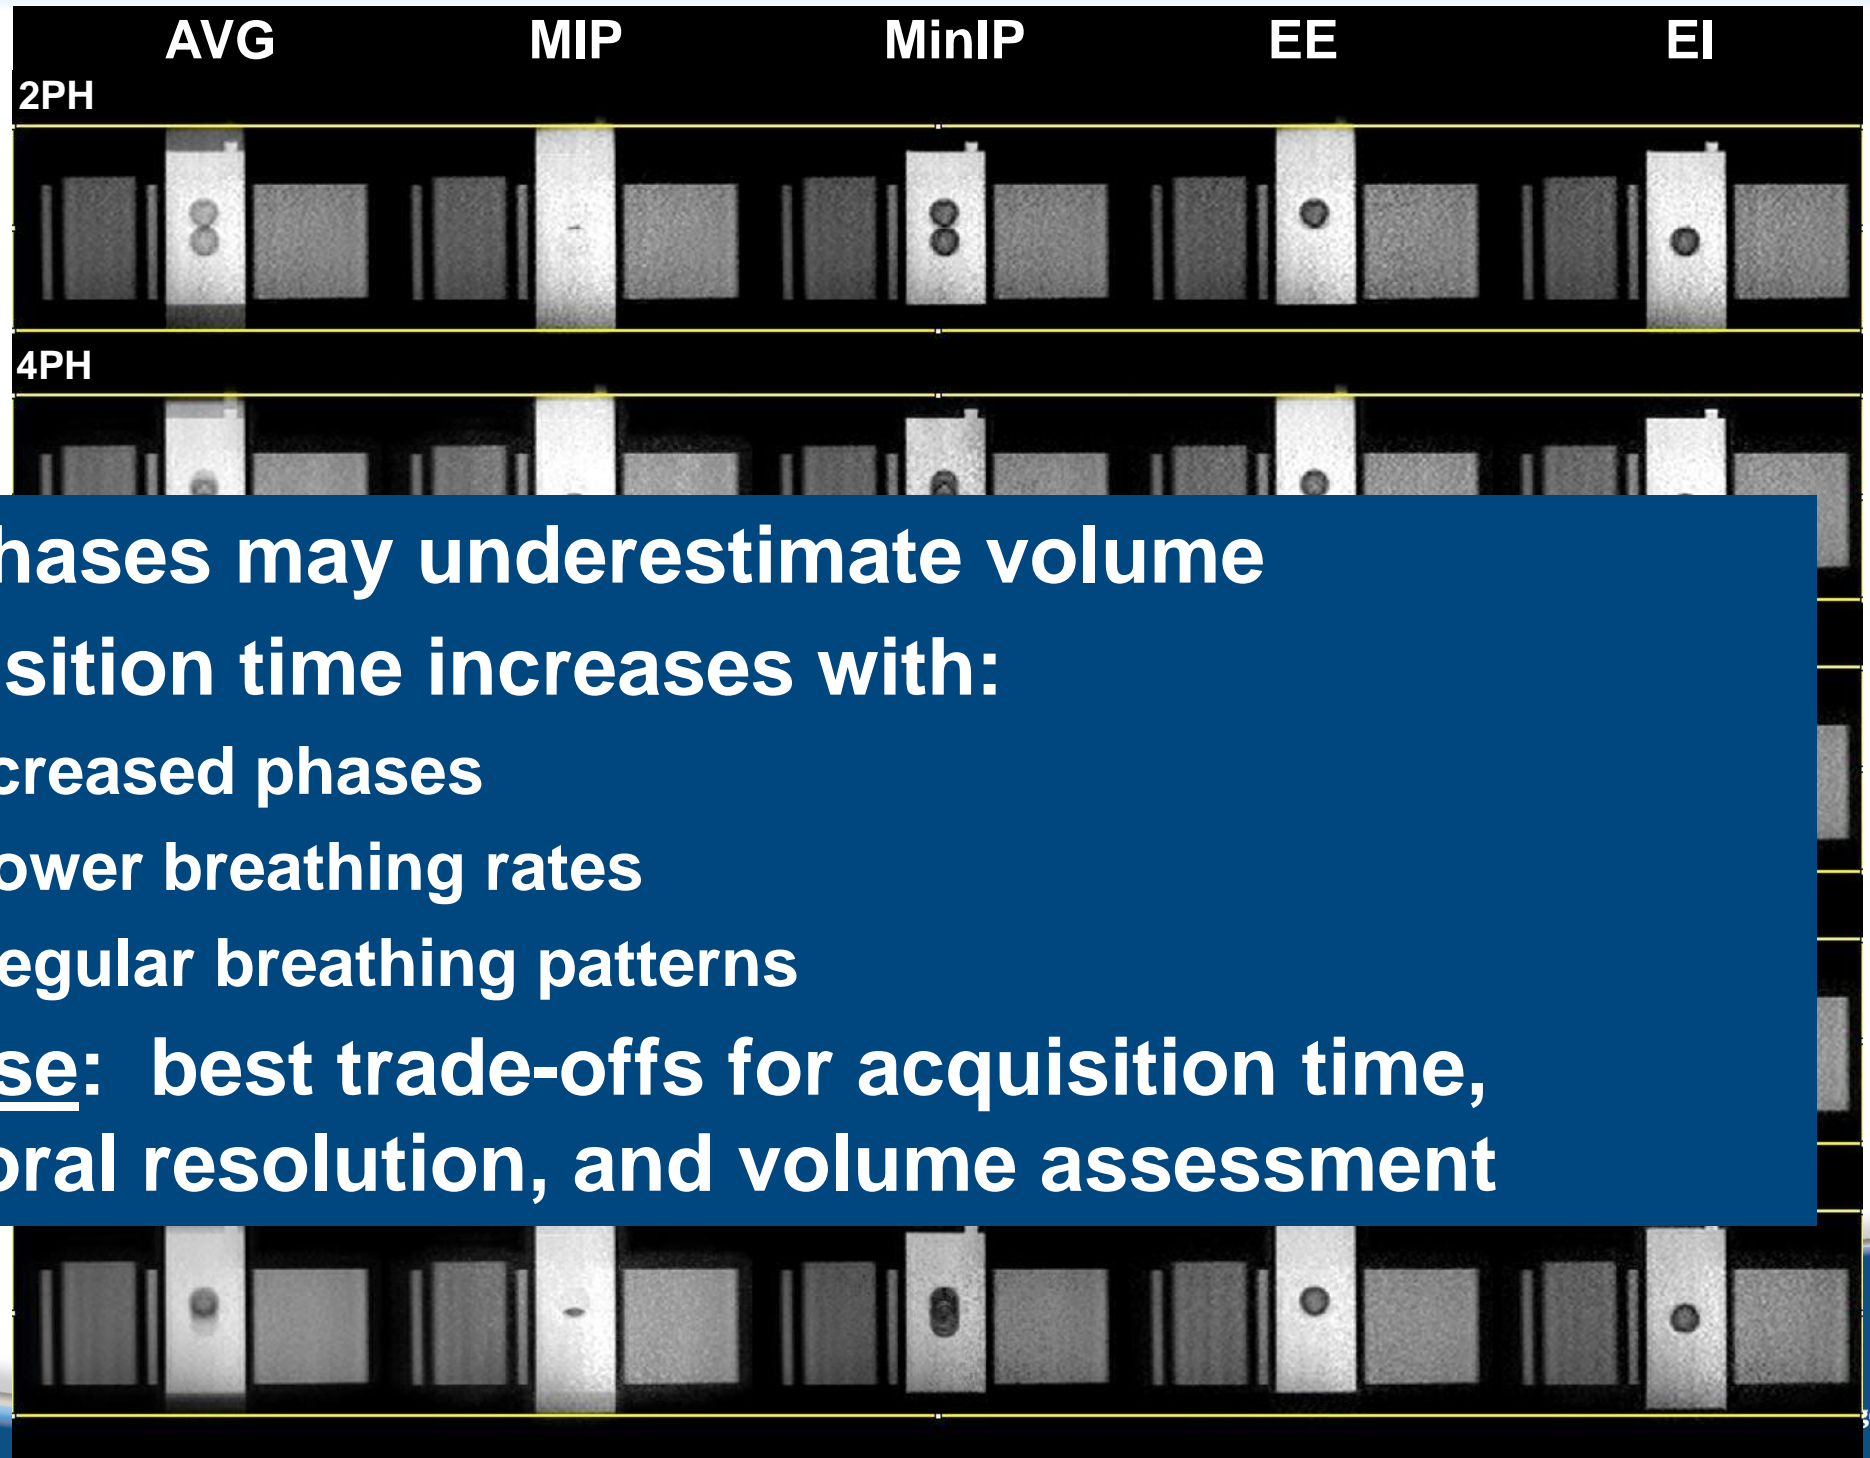 AVG MIP MinIP EE EI
2PH
4PH
hases may underestimate volume
sition time increases with:
creased phases
ower breathing rates
egular breathing patterns
se: best trade-offs for acquisition time,
oral resolution, and volume assessment